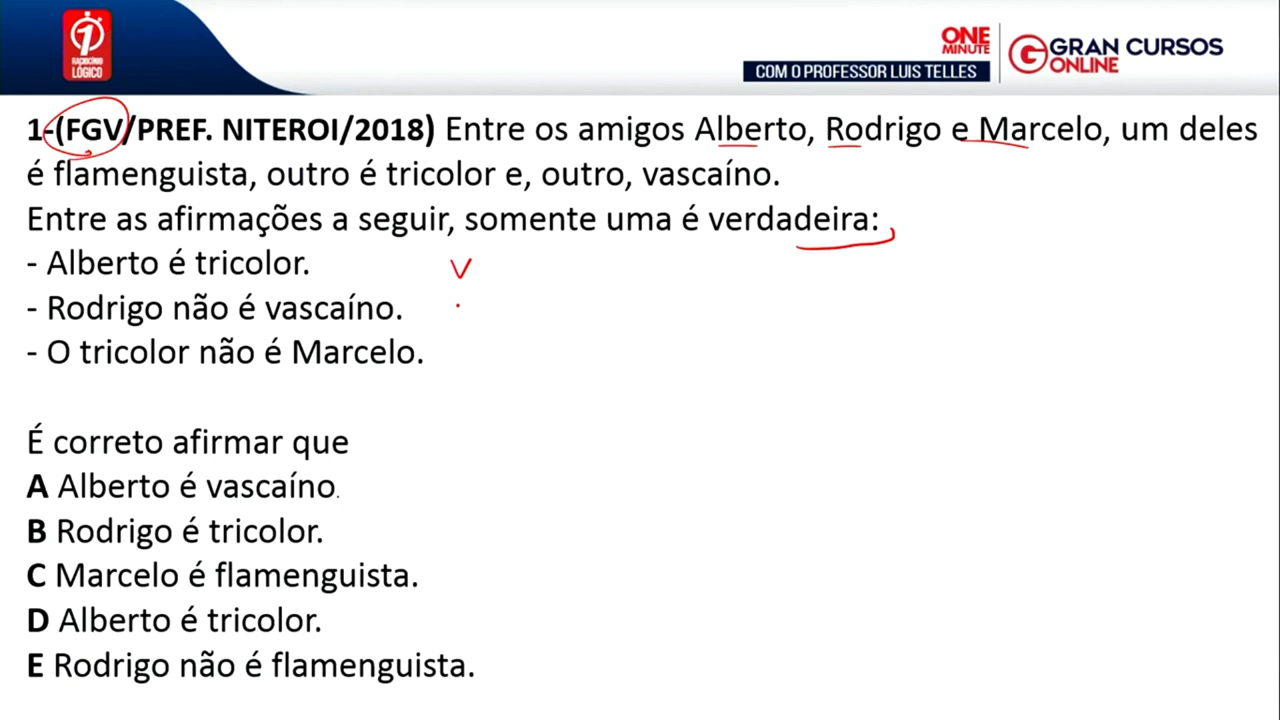 RACIOCÍNIO
LÓGICO
ONE
MINUTE
COM O PROFESSOR LUIS TELLES
GRAN CURSOS
ONLINE
1-(FGV/PREF. NITEROI/2018) Entre os amigos Alberto, Rodrigo e Marcelo, um deles
é flamenguista, outro é tricolor e, outro, vascaíno.
Entre as afirmações a seguir, somente uma é verdadeira:
- Alberto é tricolor. V
- Rodrigo não é vascaíno.
- O tricolor não é Marcelo.
É correto afirmar que
A Alberto é vascaíno.
B Rodrigo é tricolor.
C Marcelo é flamenguista.
D Alberto é tricolor.
E Rodrigo não é flamenguista.